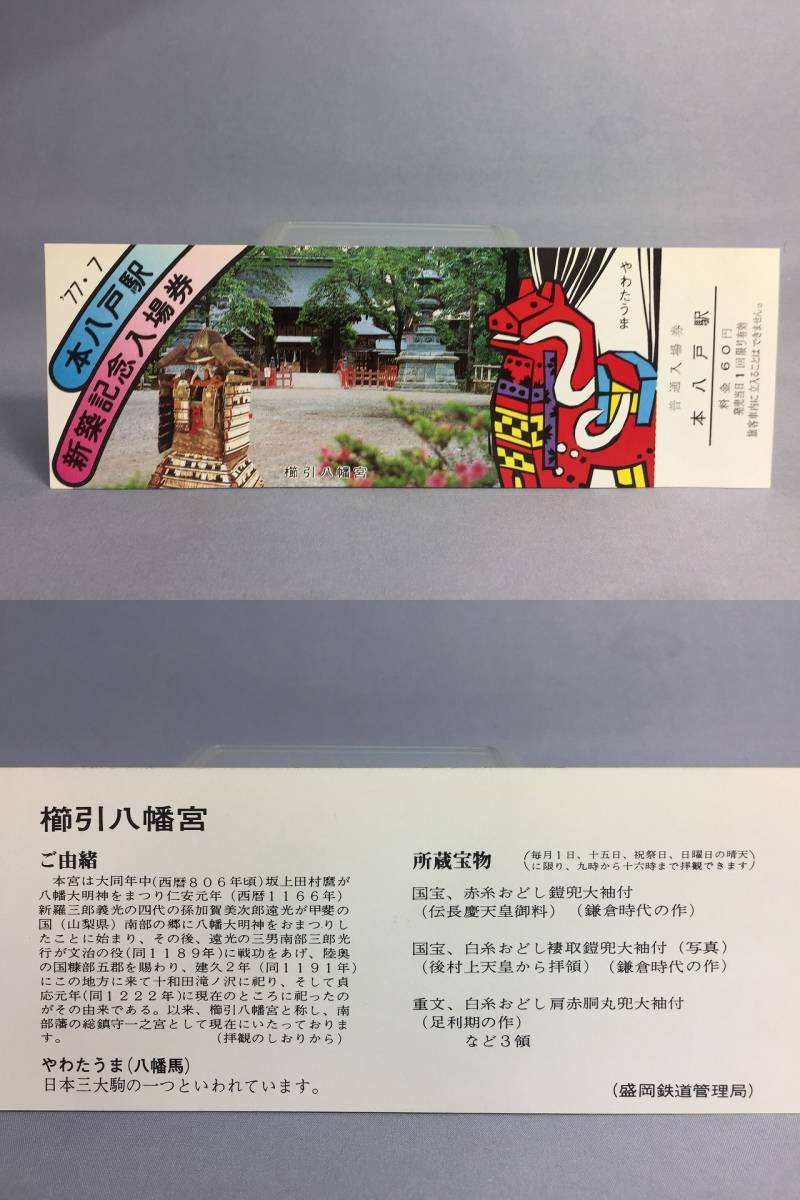 '77.7
本八戸駅
新築記念入場券
櫛引八幡宮
やわたうま
普通入場券
本八戸駅
料金60円
発売当日1回限り有効
旅客車内に立入ることはできません。
櫛引八幡宮
ご由緒
本宮は大同年中(西暦806年頃)坂上田村麿が
八幡大明神をまつり仁安元年(西暦1166年)
新羅三郎義光の四代の孫加賀美次郎遠光が甲斐の
国(山梨県)南部の郷に八幡大明神をおまつりし
たことに始まり、その後、遠光の三男南部三郎光
行が文治の役(同1189年)に戦功をあげ、陸奥
の国糠部五郡を賜わり、建久2年(同1191年)
にこの地方に来て十和田滝ノ沢に祀り、そして貞
応元年(同1222年)に現在のところに祀ったの
がその由来である。以来、櫛引八幡宮と称し、南
部藩の総鎮守一之宮として現在にいたっておりま
す。(拝観のしおりから)
やわたうま(八幡馬)
日本三大駒の一つといわれています。
所蔵宝物
(毎月1日、十五日、祝祭日、日曜日の晴天
に限り、九時から十六時まで拝観できます)
国宝、赤糸おどし鎧兜大袖付
(伝長慶天皇御料)(鎌倉時代の作)
国宝、白糸おどし褄取鎧兜大袖付(写真)
(後村上天皇から拝領)(鎌倉時代の作)
重文、白糸おどし肩赤胴丸兜大袖付
(足利期の作)
など3領
(盛岡鉄道管理局)